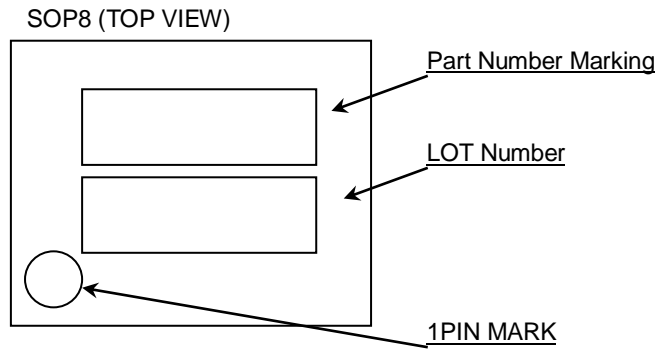 SOP8 (TOP VIEW)
Part Number Marking
LOT Number
1PIN MARK